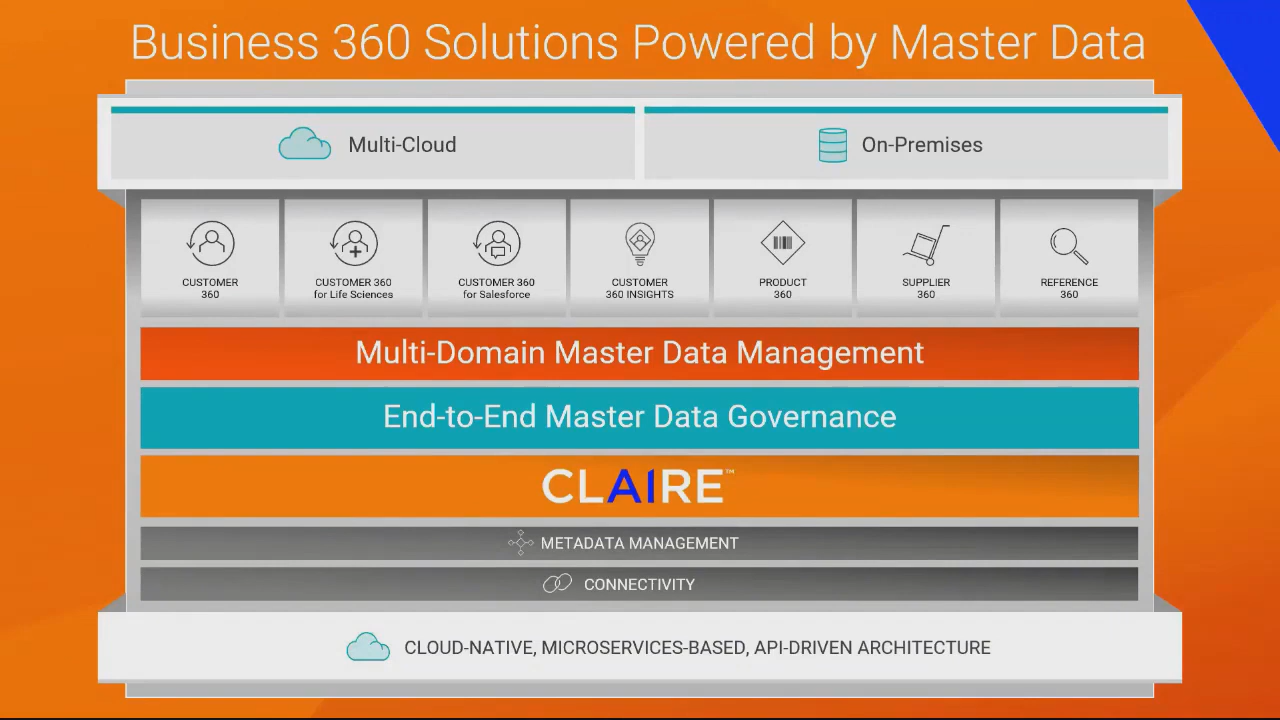 Business 360 Solutions Powered by Master Data
Multi-Cloud
On-Premises
CUSTOMER
360
CUSTOMER 360
for Life Sciences
CUSTOMER 360
for Salesforce
CUSTOMER
360 INSIGHTS
PRODUCT
360
SUPPLIER
360
REFERENCE
360
Multi-Domain Master Data Management
End-to-End Master Data Governance
CLAIRE™
METADATA MANAGEMENT
CONNECTIVITY
CLOUD-NATIVE, MICROSERVICES-BASED, API-DRIVEN ARCHITECTURE